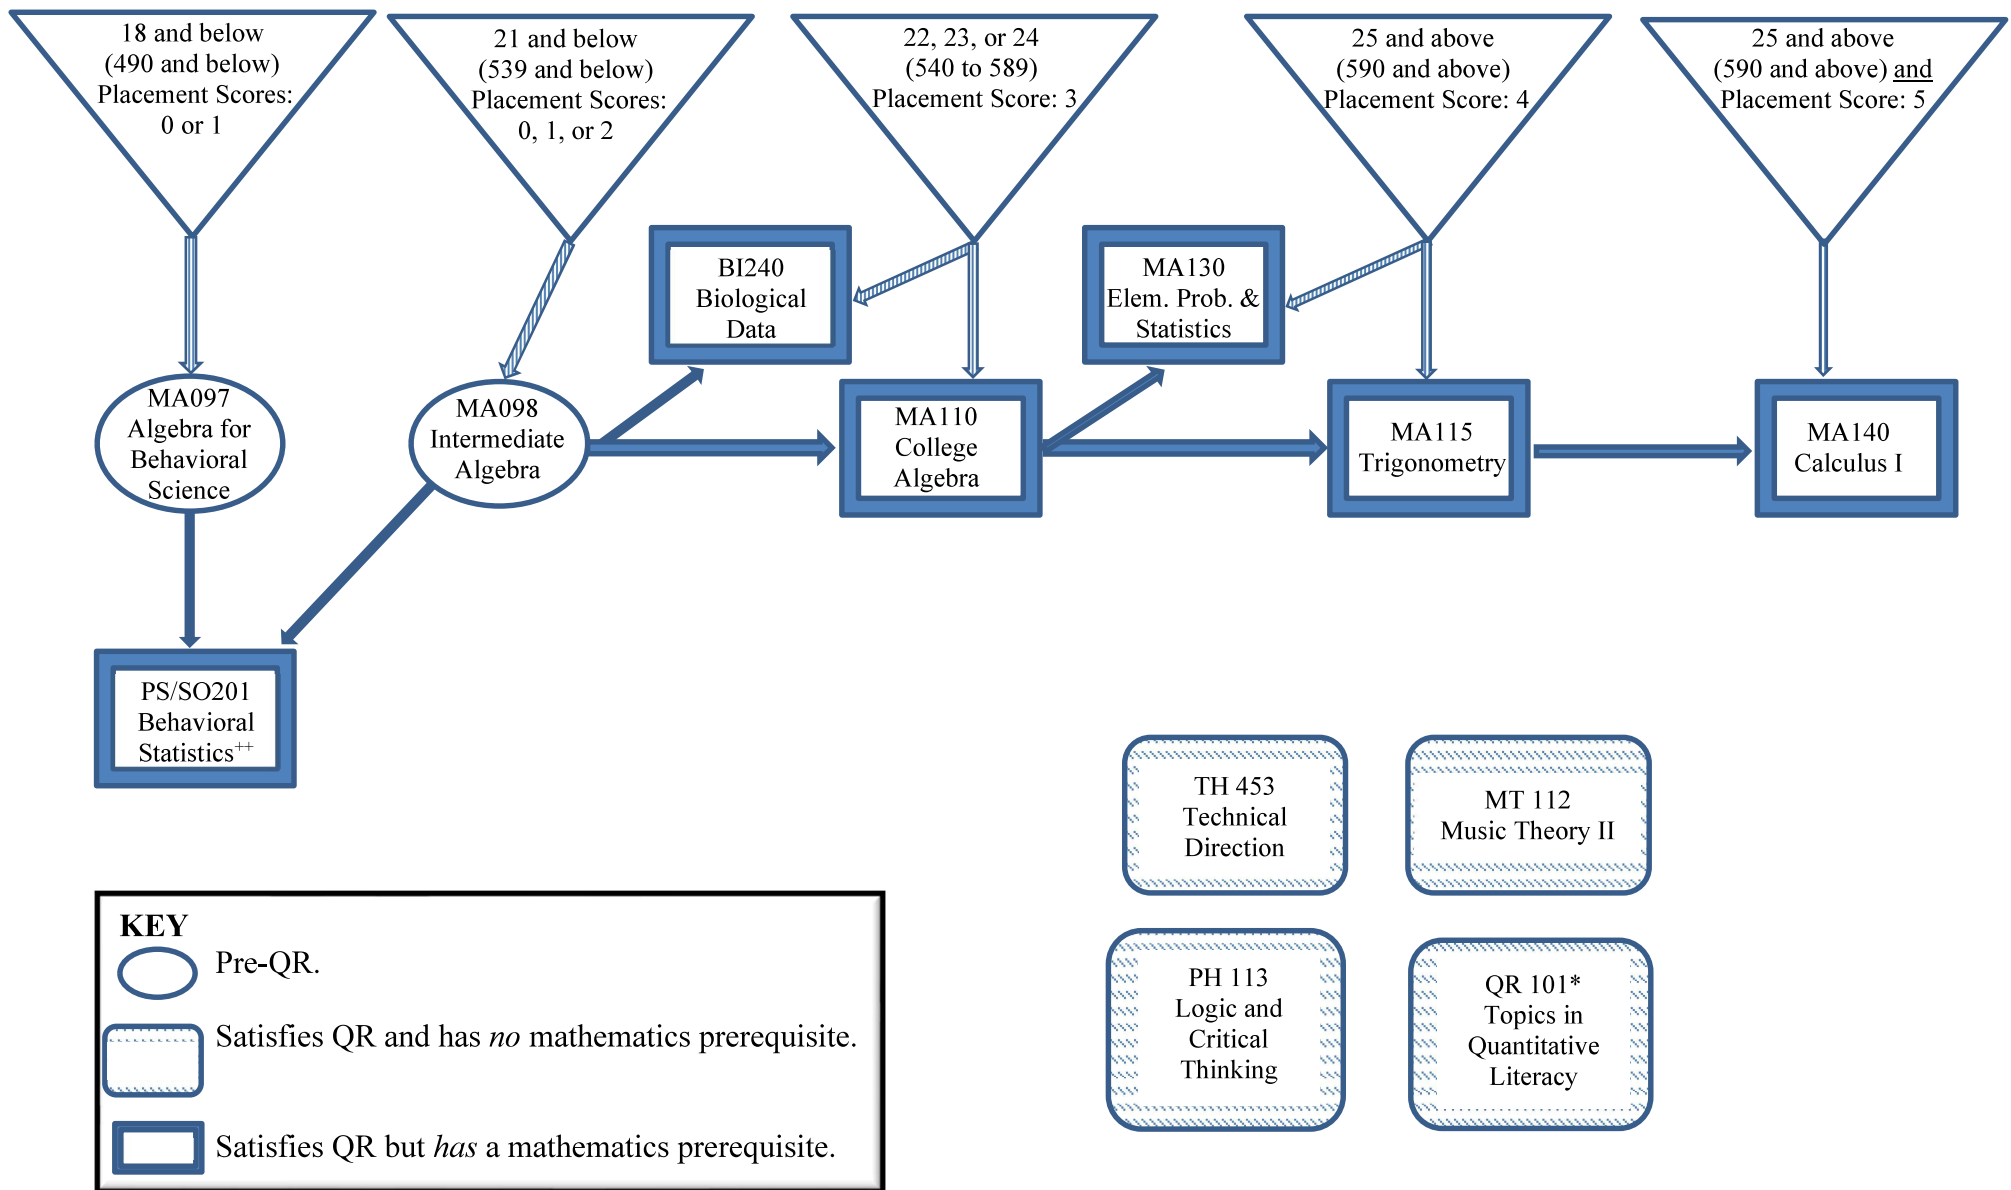 18 and below
(490 and below)
Placement Scores:
0 or 1
21 and below
(539 and below)
Placement Scores:
0, 1, or 2
22, 23, or 24
(540 to 589)
Placement Score: 3
25 and above
(590 and above)
Placement Score: 4
25 and above
(590 and above) and
Placement Score: 5
BI240
Biological
Data
MA130
Elem. Prob. &
Statistics
MA097
Algebra for
Behavioral
Science
MA098
Intermediate
Algebra
MA110
College
Algebra
MA115
Trigonometry
MA140
Calculus I
PS/SO201
Behavioral
Statistics++
TH 453
Technical
Direction
MT 112
Music Theory II
PH 113
Logic and
Critical
Thinking
QR 101*
Topics in
Quantitative
Literacy
KEY
Pre-QR.
Satisfies QR and has no mathematics prerequisite.
Satisfies QR but has a mathematics prerequisite.